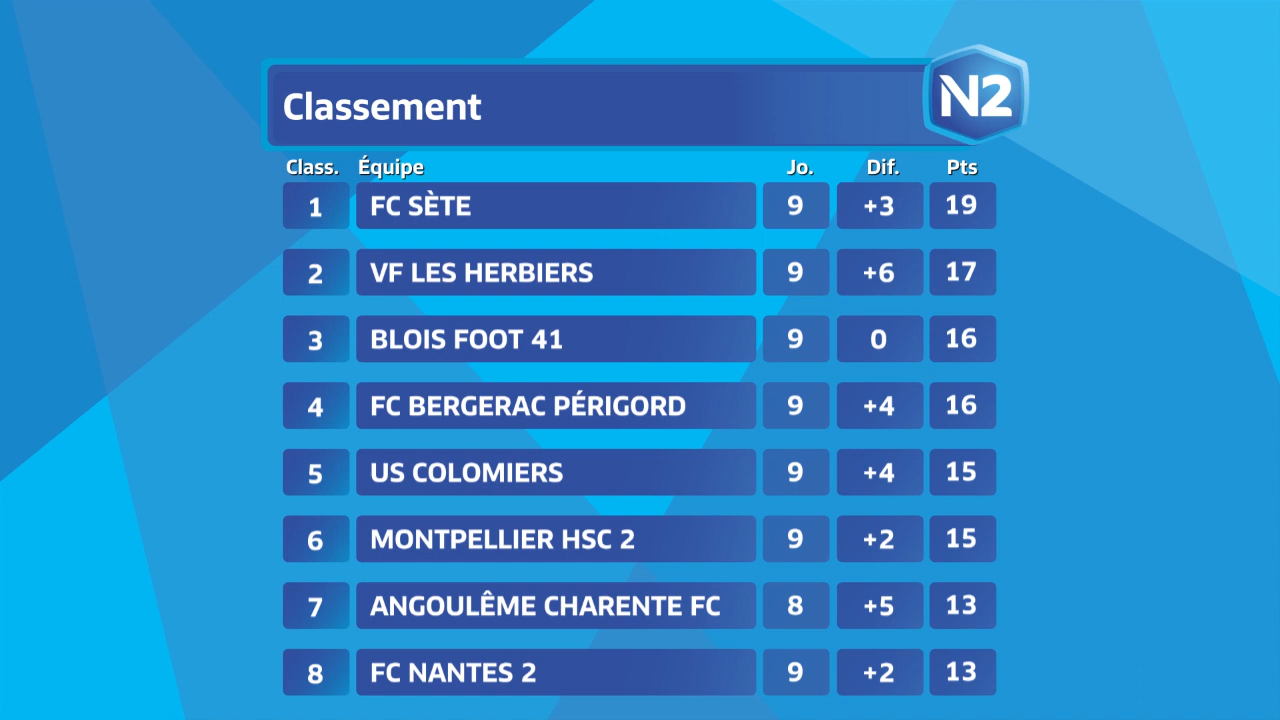 Classement N2
Class. Équipe Jo. Dif. Pts
1 FC SÈTE 9 +3 19
2 VF LES HERBIERS 9 +6 17
3 BLOIS FOOT 41 9 0 16
4 FC BERGERAC PÉRIGORD 9 +4 16
5 US COLOMIERS 9 +4 15
6 MONTPELLIER HSC 2 9 +2 15
7 ANGOULÊME CHARENTE FC 8 +5 13
8 FC NANTES 2 9 +2 13